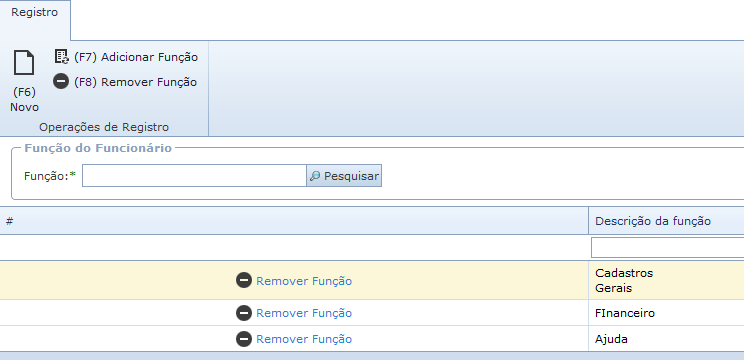 Registro
(F6)
Novo
(F7) Adicionar Função
(F8) Remover Função
Operações de Registro
Função do Funcionário
Função:*
Pesquisar
#
Descrição da função
Remover Função
Cadastros
Gerais
Remover Função
FInanceiro
Remover Função
Ajuda